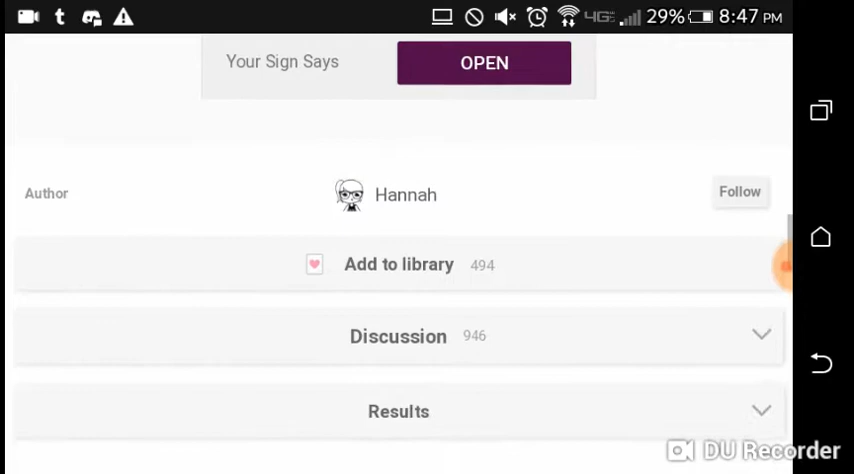 4G 29% 8:47 PM
Your Sign Says OPEN
Author Hannah Follow
Add to library 494
Discussion 946
Results
DU Recorder